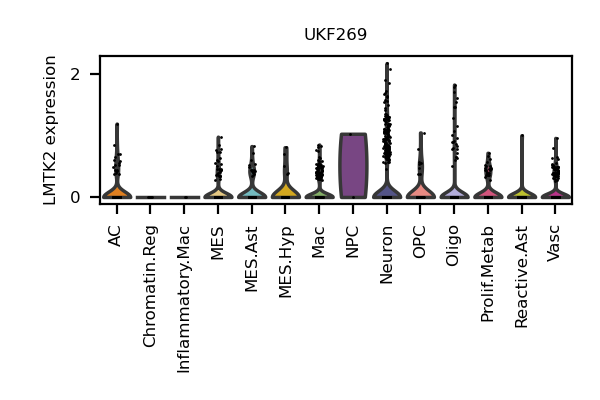 UKF269
LMTK2 expression
2
0
AC
Chromatin.Reg
Inflammatory.Mac
MES
MES.Ast
MES.Hyp
Mac
NPC
Neuron
OPC
Oligo
Prolif.Metab
Reactive.Ast
Vasc